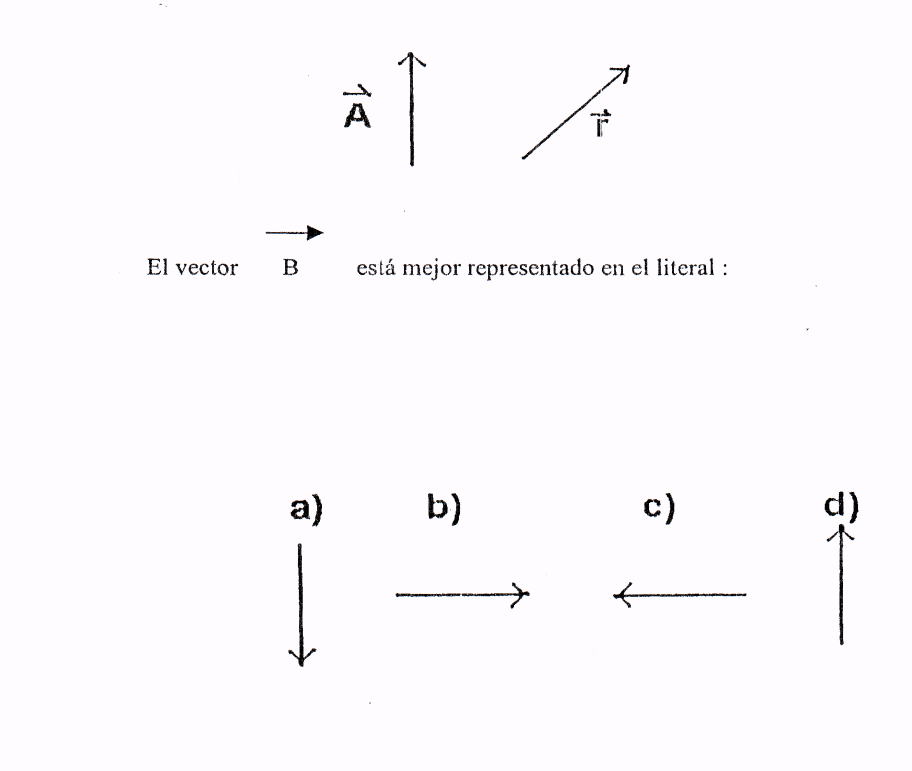 A r
El vector B está mejor representado en el literal :
a) b) c) d)